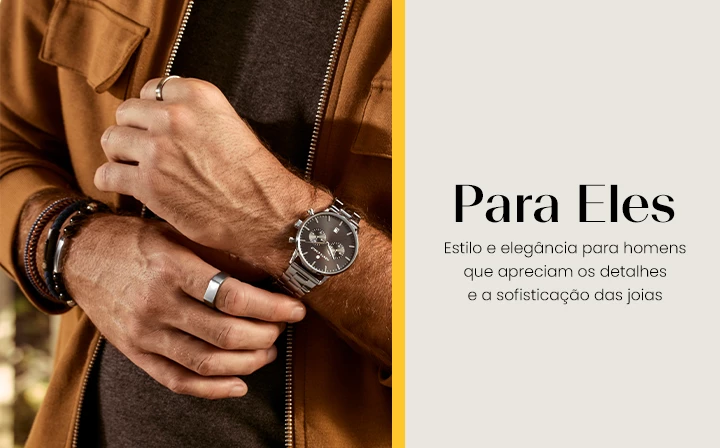 Para Eles
Estilo e elegância para homens
que apreciam os detalhes
e a sofisticação das joias